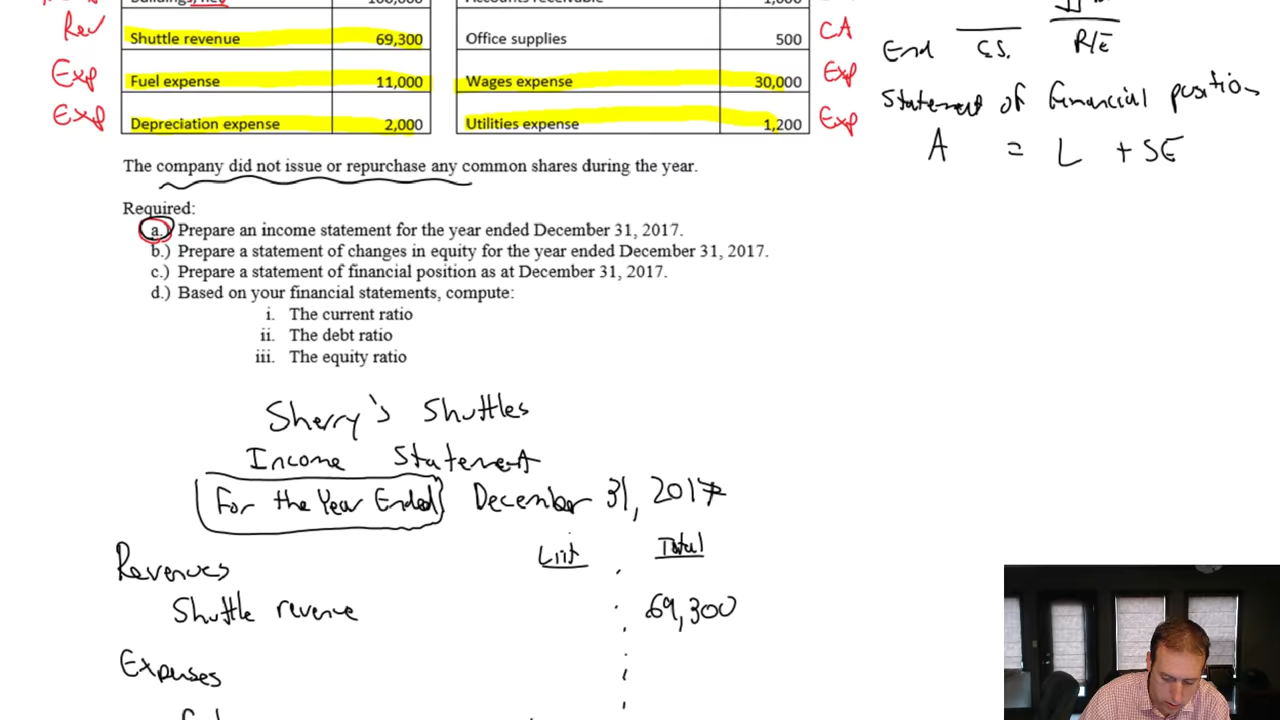 Rev Shuttle revenue 69,300 Office supplies 500 CA
Exp Fuel expense 11,000 Wages expense 30,000 Exp
Exp Depreciation expense 2,000 Utilities expense 1,200 Exp
The company did not issue or repurchase any common shares during the year.
Required:
a.) Prepare an income statement for the year ended December 31, 2017.
b.) Prepare a statement of changes in equity for the year ended December 31, 2017.
c.) Prepare a statement of financial position as at December 31, 2017.
d.) Based on your financial statements, compute:
i. The current ratio
ii. The debt ratio
iii. The equity ratio
End C.S. R/E
Statement of financial position
A = L + SE
Sherry's Shuttles
Income Statement
For the Year Ended December 31, 2017
List Total
Revenues
Shuttle revenue 69,300
Expenses